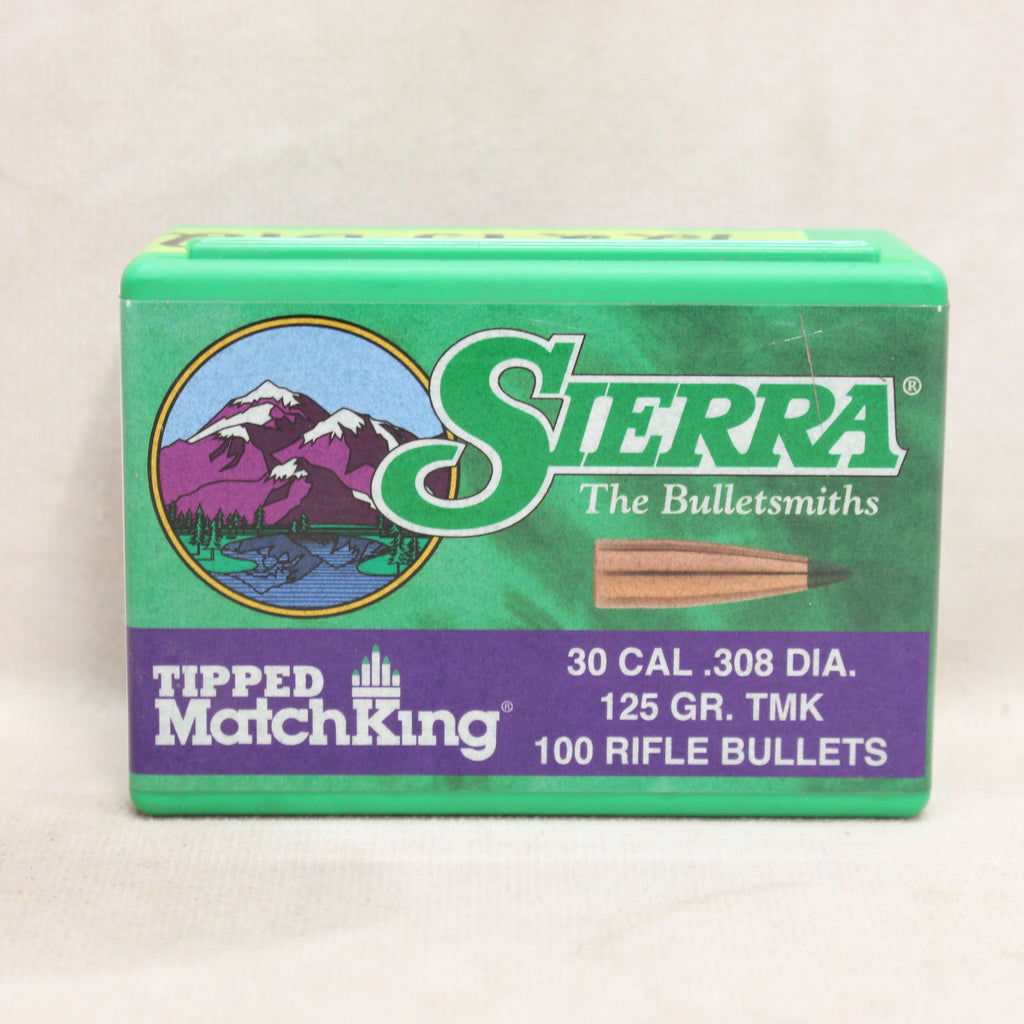 SIERRA®
The Bulletsmiths
TIPPED
MatchKing®
30 CAL .308 DIA.
125 GR. TMK
100 RIFLE BULLETS